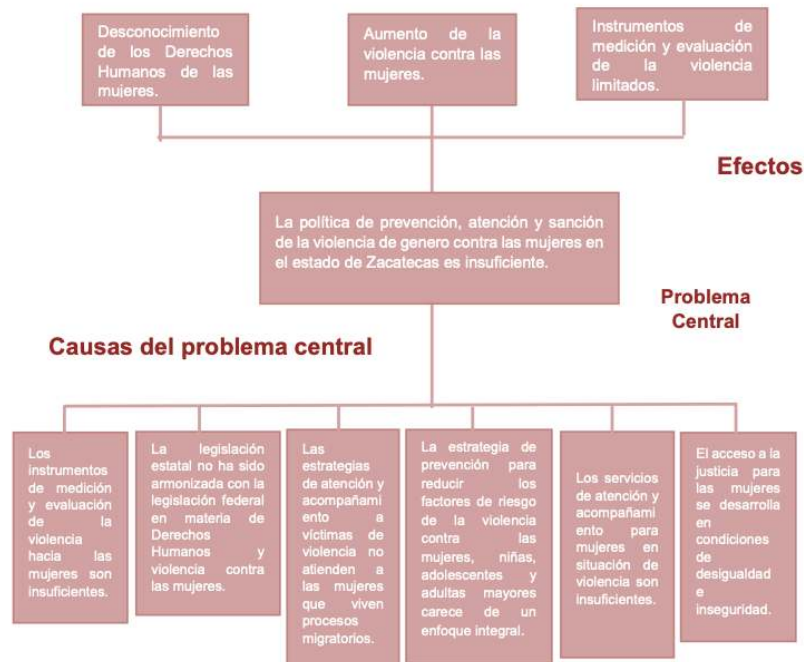 Desconocimiento
de los Derechos
Humanos de las
mujeres.
Aumento de la
violencia contra las
mujeres.
Instrumentos de
medición y evaluación
de la violencia
limitados.
Efectos
La política de prevención, atención y sanción
de la violencia de genero contra las mujeres en
el estado de Zacatecas es insuficiente.
Problema
Central
Causas del problema central
Los
instrumentos
de medición
y evaluación
de la
violencia
hacia las
mujeres son
insuficientes.
La legislación
estatal no ha sido
armonizada con la
legislación federal
en materia de
Derechos
Humanos y
violencia contra
las mujeres.
Las
estrategias
de atención y
acompañami
ento a
víctimas de
violencia no
atienden a
las mujeres
que viven
procesos
migratorios.
La estrategia de
prevención para
reducir los
factores de riesgo
de la violencia
contra las
mujeres, niñas,
adolescentes y
adultas mayores
carece de un
enfoque integral.
Los servicios
de atención y
acompañami
ento para
mujeres en
situación de
violencia son
insuficientes.
El acceso a la
justicia para
las mujeres
se desarrolla
en
condiciones
de
desigualdad
e
inseguridad.